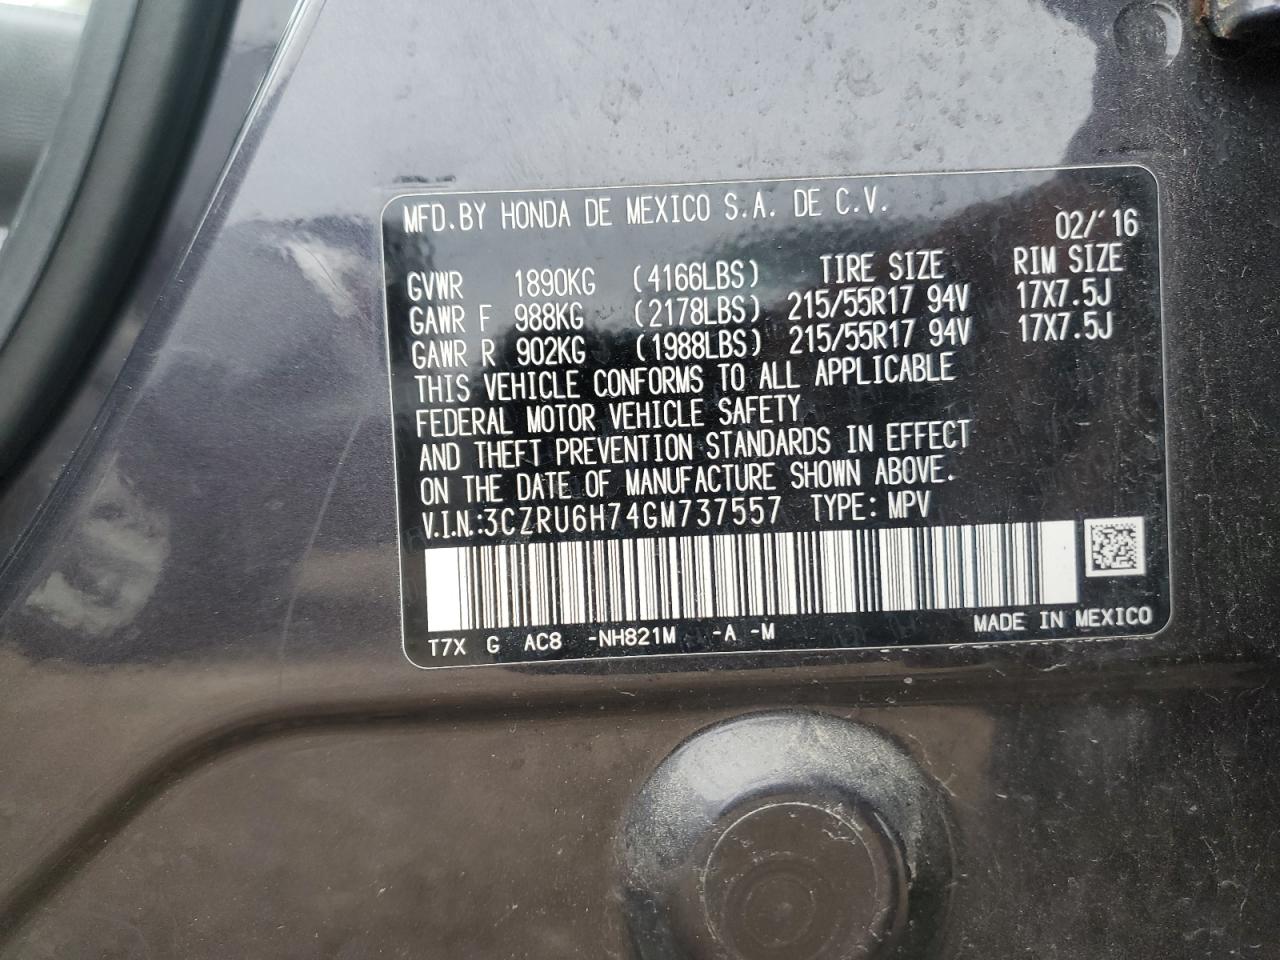 MFD.BY HONDA DE MEXICO S.A. DE C.V.
02/'16
GVWR 1890KG (4166LBS) TIRE SIZE RIM SIZE
GAWR F 988KG (2178LBS) 215/55R17 94V 17X7.5J
GAWR R 902KG (1988LBS) 215/55R17 94V 17X7.5J
THIS VEHICLE CONFORMS TO ALL APPLICABLE
FEDERAL MOTOR VEHICLE SAFETY
AND THEFT PREVENTION STANDARDS IN EFFECT
ON THE DATE OF MANUFACTURE SHOWN ABOVE.
V.I.N.:3CZRU6H74GM737557 TYPE: MPV
T7X G AC8 -NH821M -A -M MADE IN MEXICO